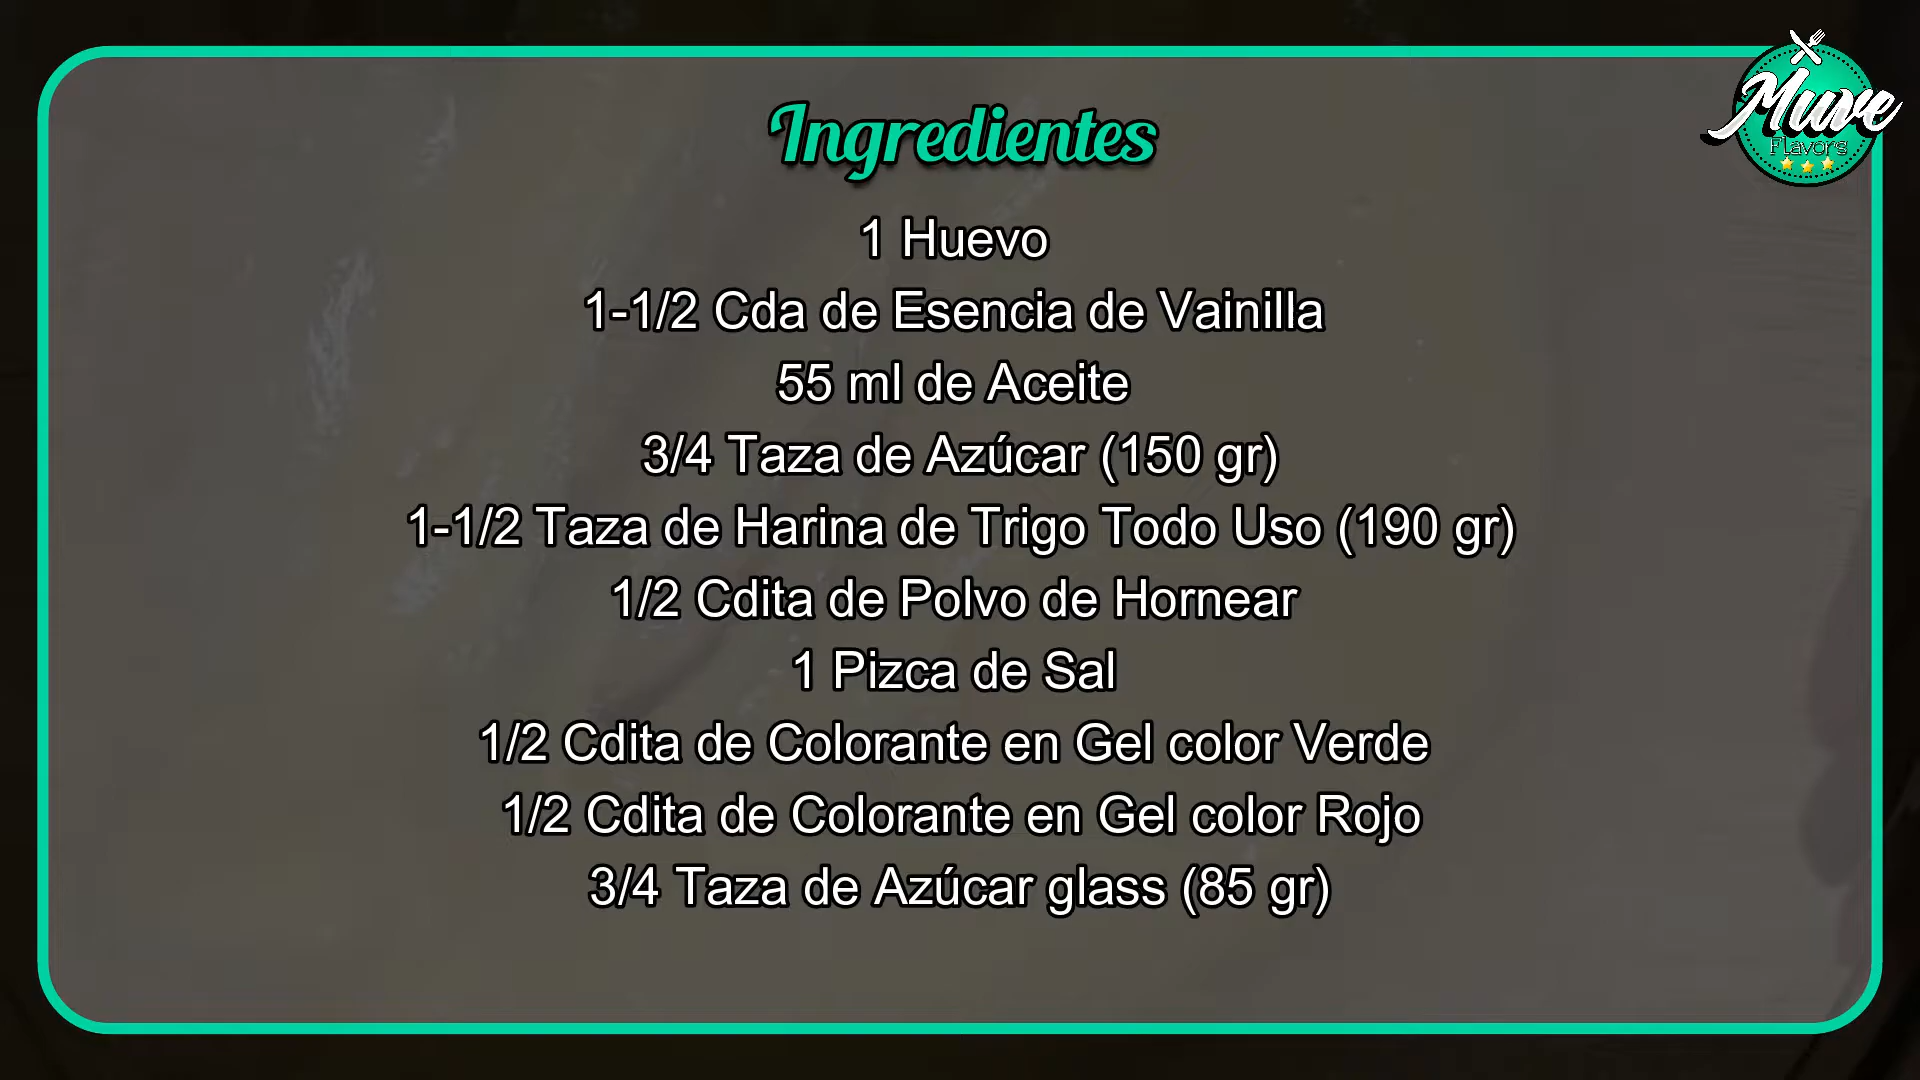 Muve
Flavors
Ingredientes
1 Huevo
1-1/2 Cda de Esencia de Vainilla
55 ml de Aceite
3/4 Taza de Azúcar (150 gr)
1-1/2 Taza de Harina de Trigo Todo Uso (190 gr)
1/2 Cdita de Polvo de Hornear
1 Pizca de Sal
1/2 Cdita de Colorante en Gel color Verde
1/2 Cdita de Colorante en Gel color Rojo
3/4 Taza de Azúcar glass (85 gr)